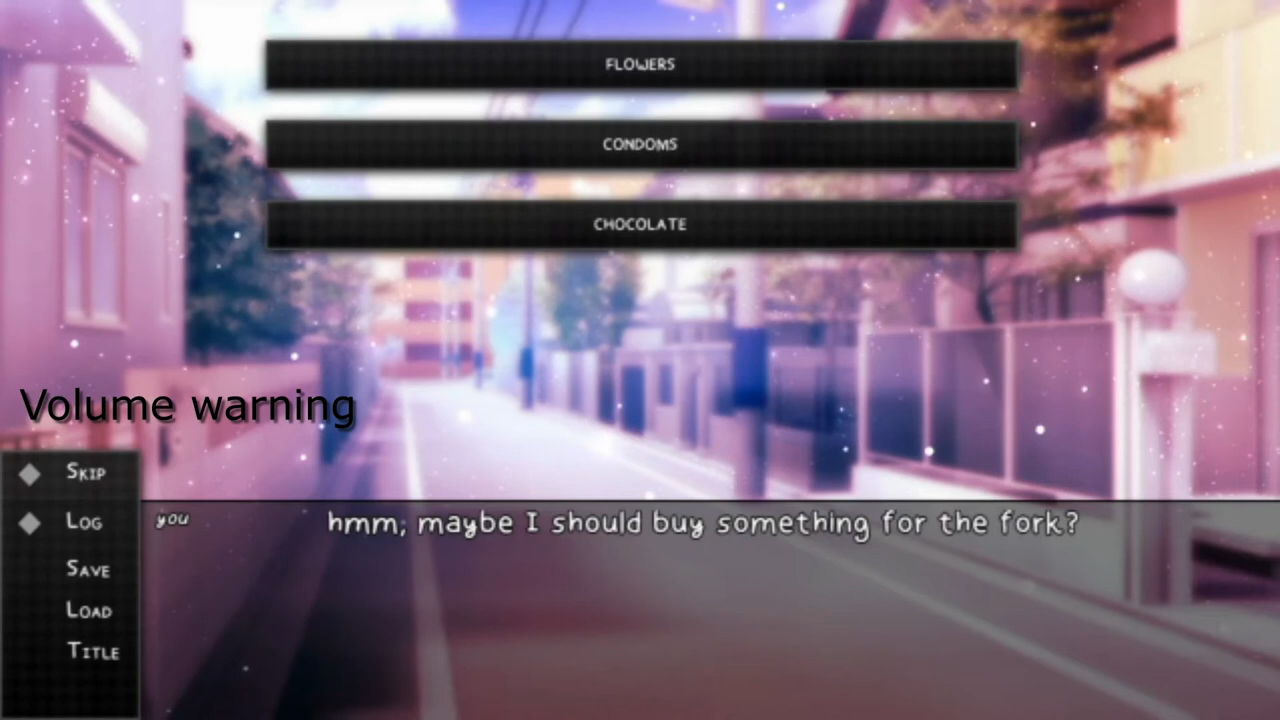 FLOWERS
CONDOMS
CHOCOLATE
Volume warning
Skip
Log
Save
Load
Title
you
hmm, maybe I should buy something for the fork?